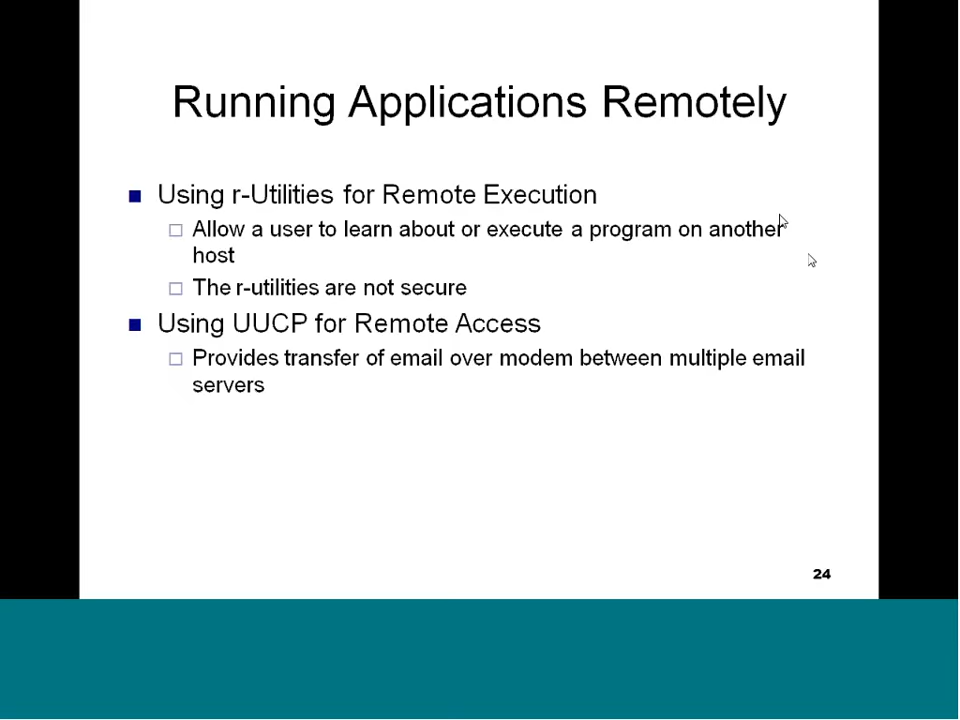 Running Applications Remotely
Using r-Utilities for Remote Execution
Allow a user to learn about or execute a program on another
host
The r-utilities are not secure
Using UUCP for Remote Access
Provides transfer of email over modem between multiple email
servers
24